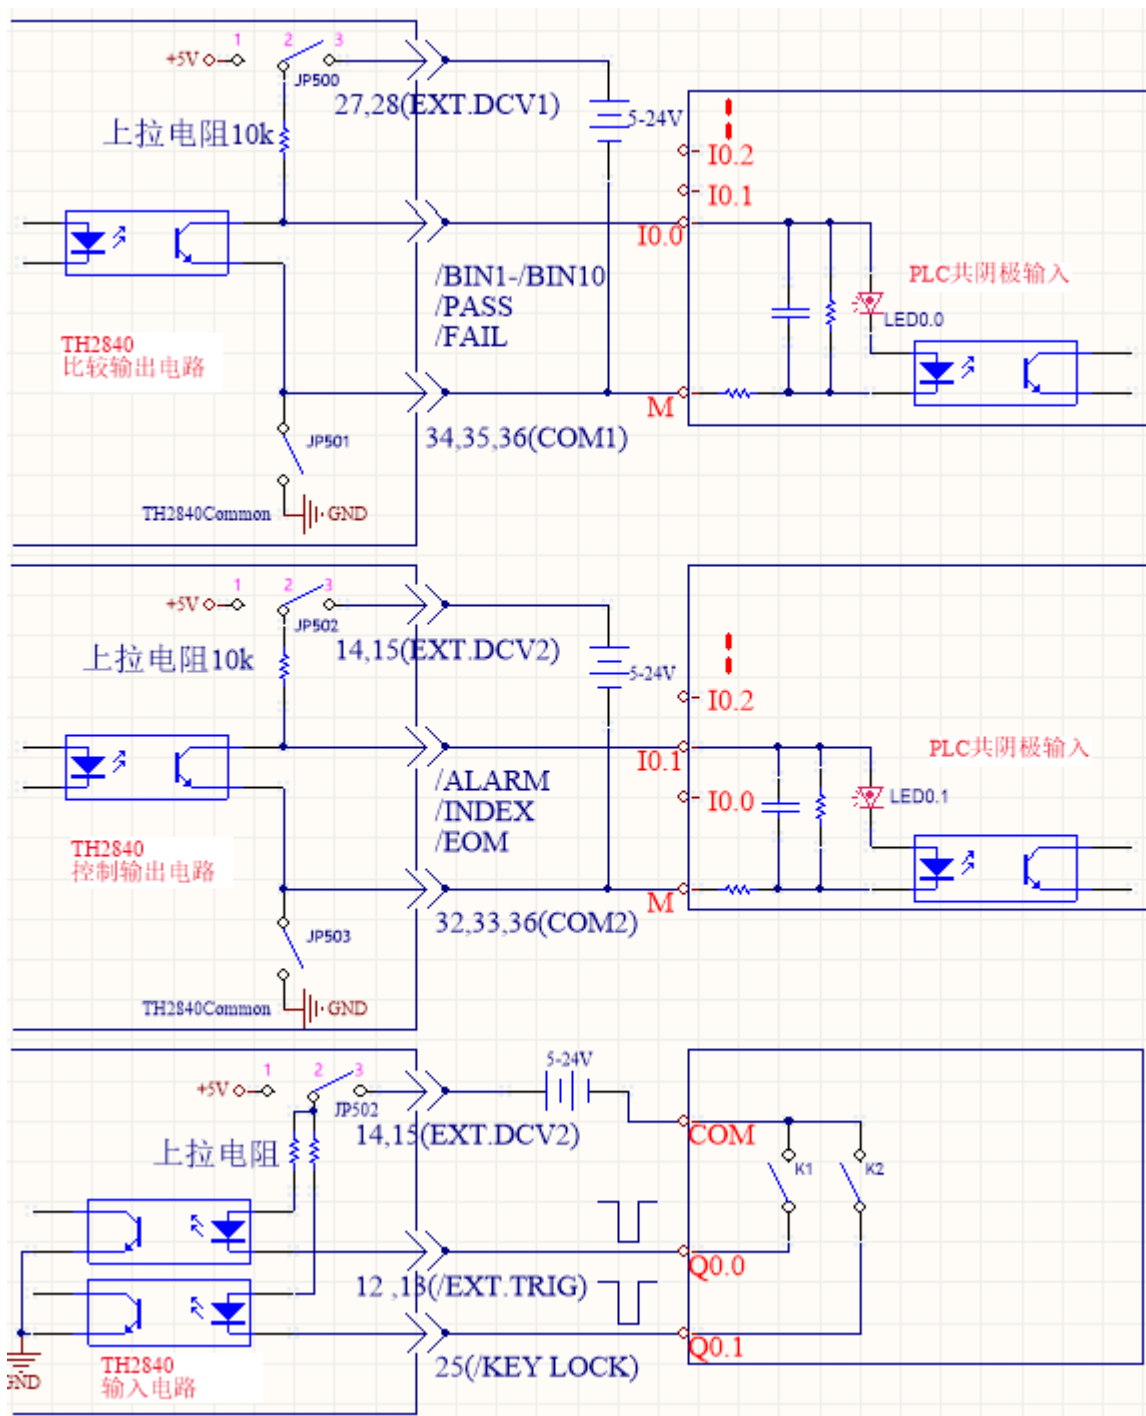 1 2 3
+5V
JP500
27,28(EXT.DCV1)
上拉电阻10k
5-24V
I0.2
I0.1
I0.0
/BIN1-/BIN10
/PASS
/FAIL
PLC共阴极输入
LED0.0
TH2840
比较输出电路
M
34,35,36(COM1)
JP501
TH2840Common
GND
1 2 3
+5V
JP502
14,15(EXT.DCV2)
上拉电阻10k
5-24V
I0.2
I0.1
I0.0
PLC共阴极输入
LED0.1
/ALARM
/INDEX
/EOM
TH2840
控制输出电路
M
32,33,36(COM2)
JP503
TH2840Common
GND
1 2 3
+5V
JP502
5-24V
14,15(EXT.DCV2)
上拉电阻
COM
K1
K2
Q0.0
12 ,13(/EXT.TRIG)
Q0.1
25(/KEY LOCK)
TH2840
输入电路
GND